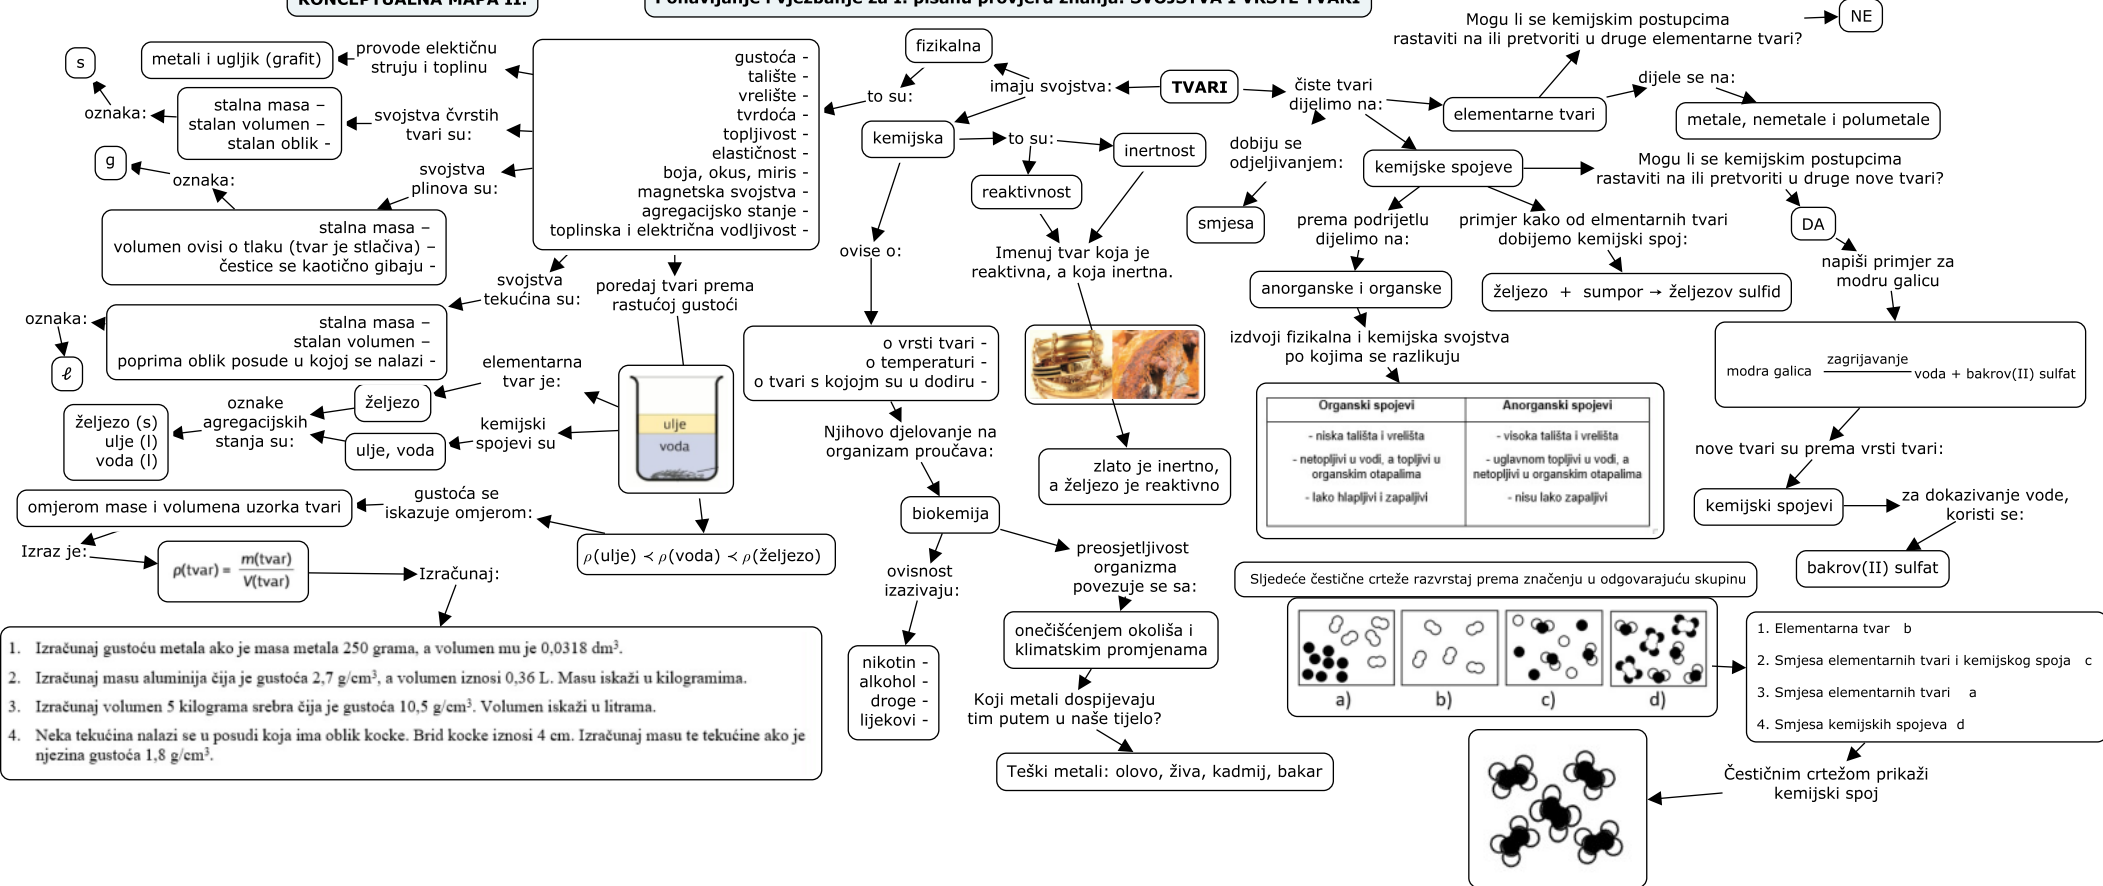 KONCEPTUALNA MAPA II.
Ponavljanje i vježbanje za 1. pisanu provjeru znanja: SVOJSTVA I VRSTE TVARI
TVARI
imaju svojstva:
fizikalna
to su:
gustoća -
talište -
vrelište -
tvrdoća -
topljivost -
elastičnost -
boja, okus, miris -
magnetska svojstva -
agregacijsko stanje -
toplinska i električna vodljivost -
provode elektičnu
struju i toplinu
metali i ugljik (grafit)
svojstva čvrstih
tvari su:
stalna masa –
stalan volumen –
stalan oblik -
oznaka:
s
svojstva
plinova su:
stalna masa –
volumen ovisi o tlaku (tvar je stlačiva) –
čestice se kaotično gibaju -
oznaka:
g
svojstva
tekućina su:
stalna masa –
stalan volumen –
poprima oblik posude u kojoj se nalazi -
oznaka:
ℓ
poredaj tvari prema
rastućoj gustoći
ulje
voda
elementarna
tvar je:
željezo
kemijski
spojevi su
ulje, voda
oznake
agregacijskih
stanja su:
željezo (s)
ulje (l)
voda (l)
ρ(ulje) ≺ ρ(voda) ≺ ρ(željezo)
gustoća se
iskazuje omjerom:
omjerom mase i volumena uzorka tvari
Izraz je:
ρ(tvar) = m(tvar)
V(tvar)
Izračunaj:
1. Izračunaj gustoću metala ako je masa metala 250 grama, a volumen mu je 0,0318 dm³.
2. Izračunaj masu aluminija čija je gustoća 2,7 g/cm³, a volumen iznosi 0,36 L. Masu iskaži u kilogramima.
3. Izračunaj volumen 5 kilograma srebra čija je gustoća 10,5 g/cm³. Volumen iskaži u litrama.
4. Neka tekućina nalazi se u posudi koja ima oblik kocke. Brid kocke iznosi 4 cm. Izračunaj masu te tekućine ako je
njezina gustoća 1,8 g/cm³.
kemijska
to su:
inertnost
reaktivnost
Imenuj tvar koja je
reaktivna, a koja inertna.
zlato je inertno,
a željezo je reaktivno
ovise o:
o vrsti tvari -
o temperaturi -
o tvari s kojojm su u dodiru -
Njihovo djelovanje na
organizam proučava:
biokemija
ovisnost
izazivaju:
nikotin -
alkohol -
droge -
lijekovi -
preosjetljivost
organizma
povezuje se sa:
onečišćenjem okoliša i
klimatskim promjenama
Koji metali dospijevaju
tim putem u naše tijelo?
Teški metali: olovo, živa, kadmij, bakar
čiste tvari
dijelimo na:
dobiju se
odjeljivanjem:
smjesa
elementarne tvari
Mogu li se kemijskim postupcima
rastaviti na ili pretvoriti u druge elementarne tvari?
NE
dijele se na:
metale, nemetale i polumetale
kemijske spojeve
Mogu li se kemijskim postupcima
rastaviti na ili pretvoriti u druge nove tvari?
DA
napiši primjer za
modru galicu
modra galica zagrijavanje voda + bakrov(II) sulfat
nove tvari su prema vrsti tvari:
kemijski spojevi
za dokazivanje vode,
koristi se:
bakrov(II) sulfat
primjer kako od elmentarnih tvari
dobijemo kemijski spoj:
željezo + sumpor → željezov sulfid
prema podrijetlu
dijelimo na:
anorganske i organske
izdvoji fizikalna i kemijska svojstva
po kojima se razlikuju
Organski spojevi
- niska tališta i vrelišta
- netopljivi u vodi, a topljivi u
organskim otapalima
- lako hlapljivi i zapaljivi
Anorganski spojevi
- visoka tališta i vrelišta
- uglavnom topljivi u vodi, a
netopljivi u organskim otapalima
- nisu lako zapaljivi
Sljedeće čestične crteže razvrstaj prema značenju u odgovarajuću skupinu
a) b) c) d)
1. Elementarna tvar b
2. Smjesa elementarnih tvari i kemijskog spoja c
3. Smjesa elementarnih tvari a
4. Smjesa kemijskih spojeva d
Čestičnim crtežom prikaži
kemijski spoj